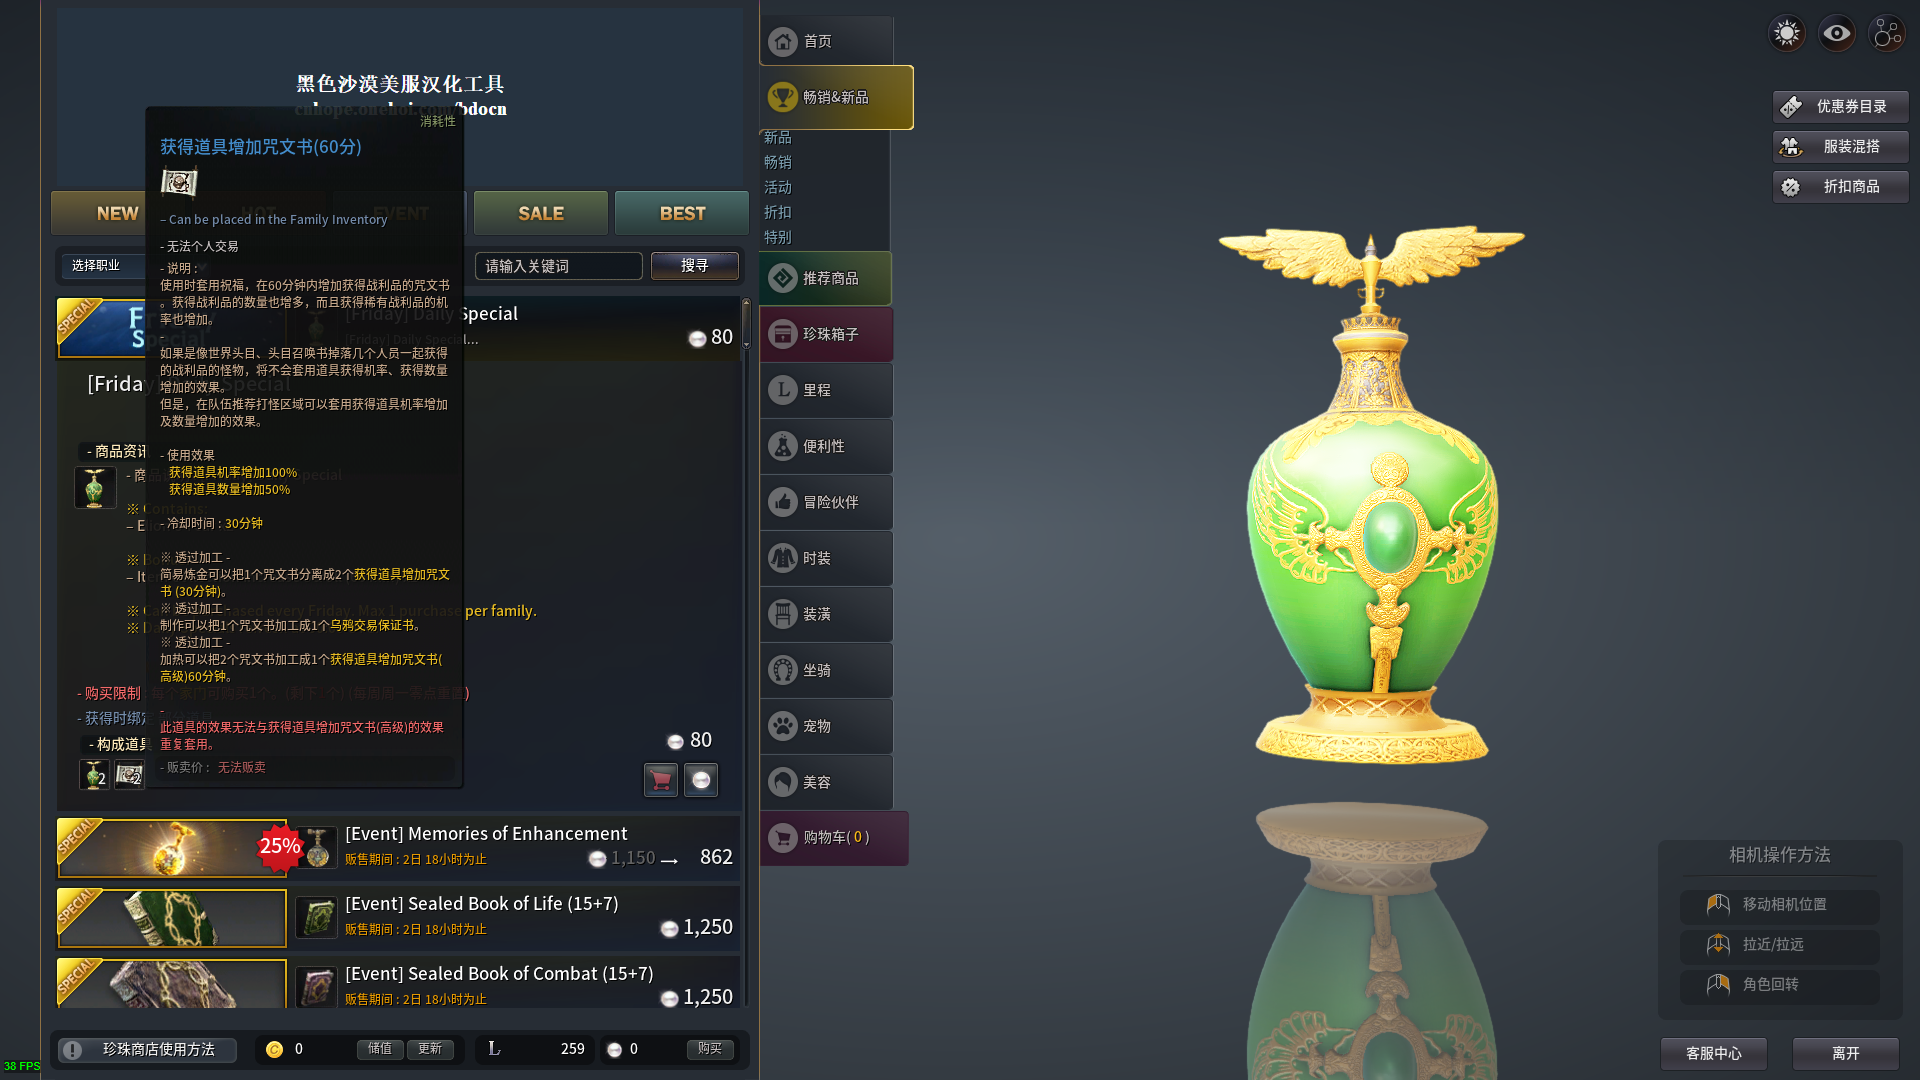 黑色沙漠美服汉化工具
消耗性
获得道具增加咒文书(60分)
– Can be placed in the Family Inventory
- 无法个人交易
- 说明 :
使用时套用祝福，在60分钟内增加获得战利品的咒文书
。获得战利品的数量也增多，而且获得稀有战利品的机
率也增加。
如果是像世界头目、头目召唤书掉落几个人员一起获得
的战利品的怪物，将不会套用道具获得机率、获得数量
增加的效果。
但是，在队伍推荐打怪区域可以套用获得道具机率增加
及数量增加的效果。
- 使用效果
获得道具机率增加100%
获得道具数量增加50%
- 冷却时间 : 30分钟
※ 透过加工 -
简易炼金可以把1个咒文书分离成2个获得道具增加咒文
书 (30分钟)。
※ 透过加工 -
制作可以把1个咒文书加工成1个乌鸦交易保证书。
※ 透过加工 -
加热可以把2个咒文书加工成1个获得道具增加咒文书(
高级)60分钟。
-
此道具的效果无法与获得道具增加咒文书(高级)的效果
重复套用。
- 贩卖价 : 无法贩卖
NEW
HOT
EVENT
SALE
BEST
选择职业
请输入关键词
搜寻
SPECIAL
[Friday] Daily Special
[Friday] Daily Special...
80
[Friday] Special
- 商品资讯
※ Contains:
per family.
- 购买限制 :
- 获得时绑定
- 构成道具
2
2
80
SPECIAL
25%
[Event] Memories of Enhancement
贩售期间 : 2日 18小时为止
1,150 → 862
SPECIAL
[Event] Sealed Book of Life (15+7)
贩售期间 : 2日 18小时为止
1,250
SPECIAL
[Event] Sealed Book of Combat (15+7)
贩售期间 : 2日 18小时为止
1,250
珍珠商店使用方法
0
储值
更新
L
259
0
购买
38 FPS
首页
畅销&新品
新品
畅销
活动
折扣
特别
推荐商品
珍珠箱子
L 里程
便利性
冒险伙伴
时装
装潢
坐骑
宠物
美容
购物车( 0 )
优惠券目录
服装混搭
折扣商品
相机操作方法
移动相机位置
拉近/拉远
角色回转
客服中心
离开